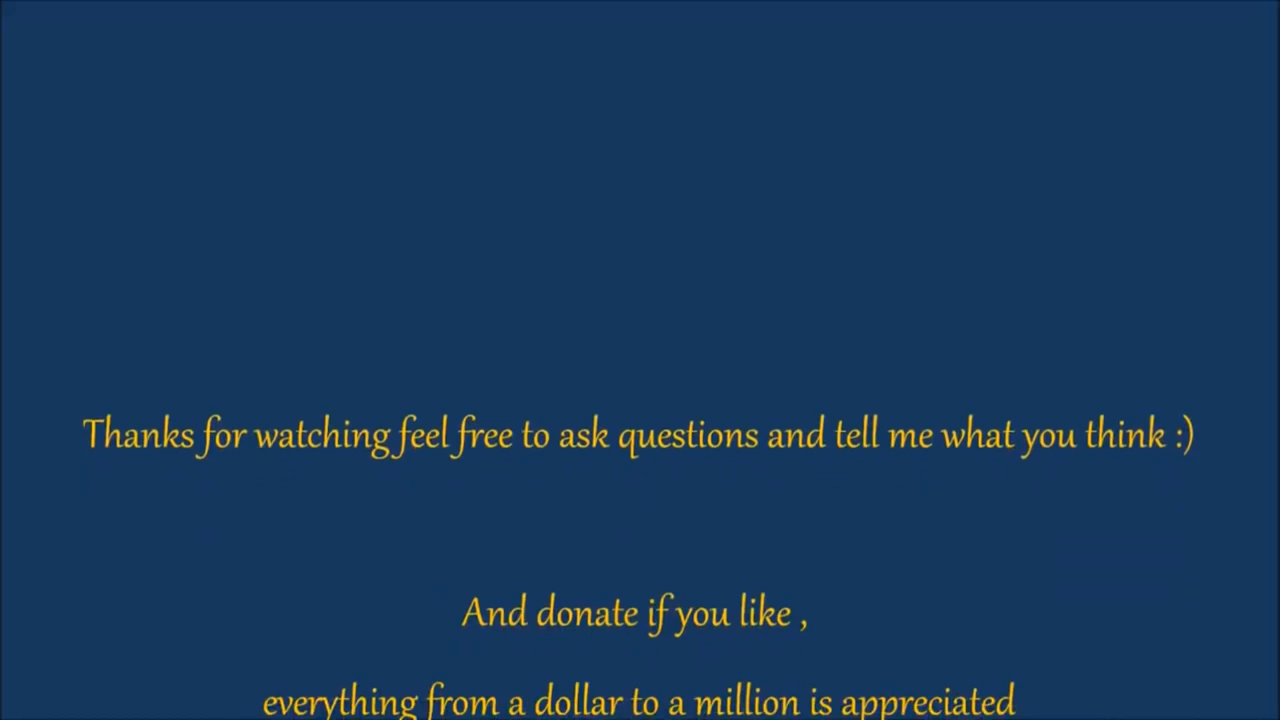 Thanks for watching feel free to ask questions and tell me what you think :)
And donate if you like ,
everything from a dollar to a million is appreciated